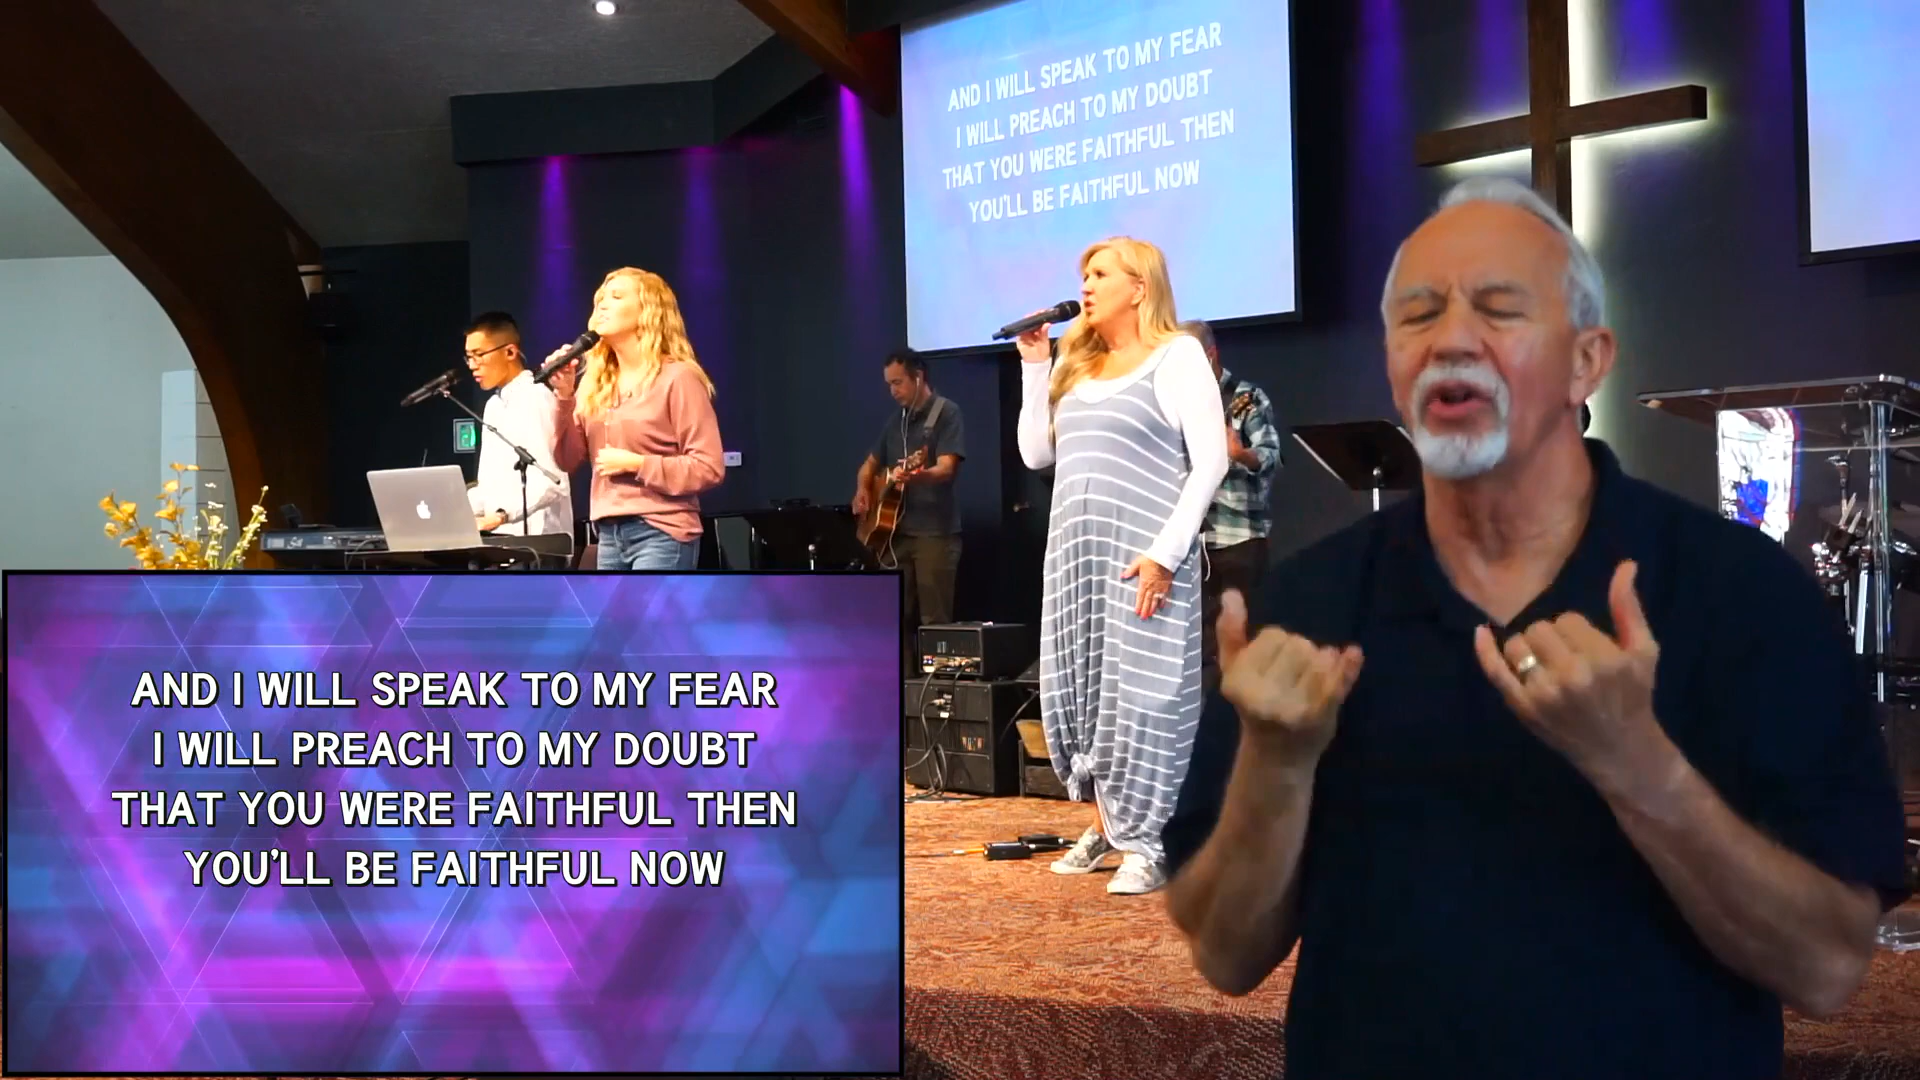 AND I WILL SPEAK TO MY FEAR
I WILL PREACH TO MY DOUBT
THAT YOU WERE FAITHFUL THEN
YOU'LL BE FAITHFUL NOW
AND I WILL SPEAK TO MY FEAR
I WILL PREACH TO MY DOUBT
THAT YOU WERE FAITHFUL THEN
YOU'LL BE FAITHFUL NOW